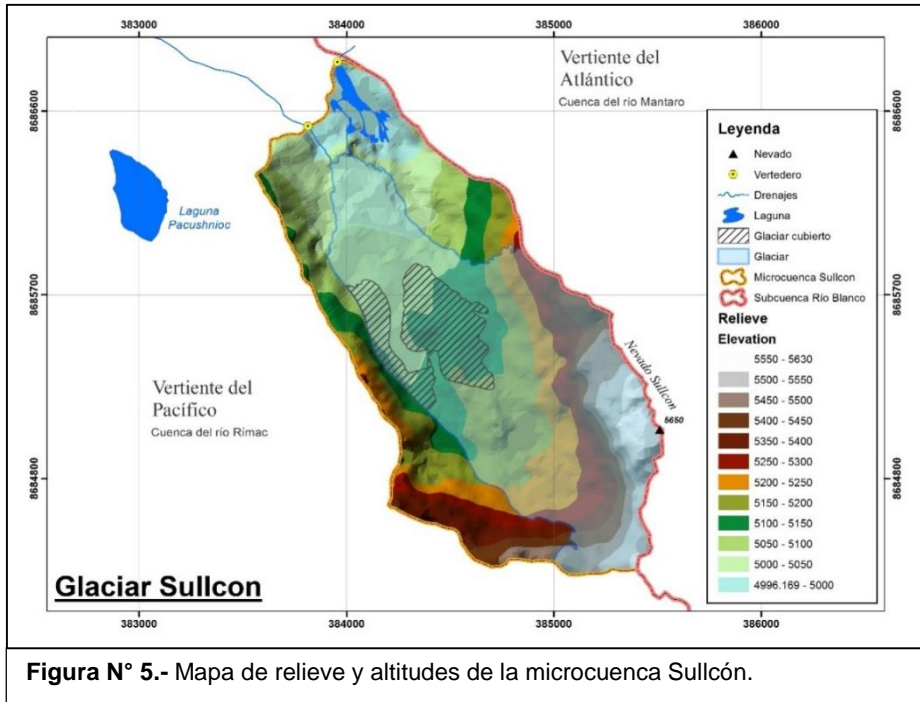 383000
384000
385000
386000
Vertiente del
Atlántico
Cuenca del río Mantaro
8686600
8685700
8684800
8686600
8685700
8684800
Laguna
Pacushnioc
Vertiente del
Pacífico
Cuenca del río Rímac
Nevado Sullcon
5650
Leyenda
Nevado
Vertedero
Drenajes
Laguna
Glaciar cubierto
Glaciar
Microcuenca Sullcon
Subcuenca Río Blanco
Relieve
Elevation
5550 - 5630
5500 - 5550
5450 - 5500
5400 - 5450
5350 - 5400
5250 - 5300
5200 - 5250
5150 - 5200
5100 - 5150
5050 - 5100
5000 - 5050
4996.169 - 5000
Glaciar Sullcon
383000
384000
385000
386000
Figura N° 5.- Mapa de relieve y altitudes de la microcuenca Sullcón.